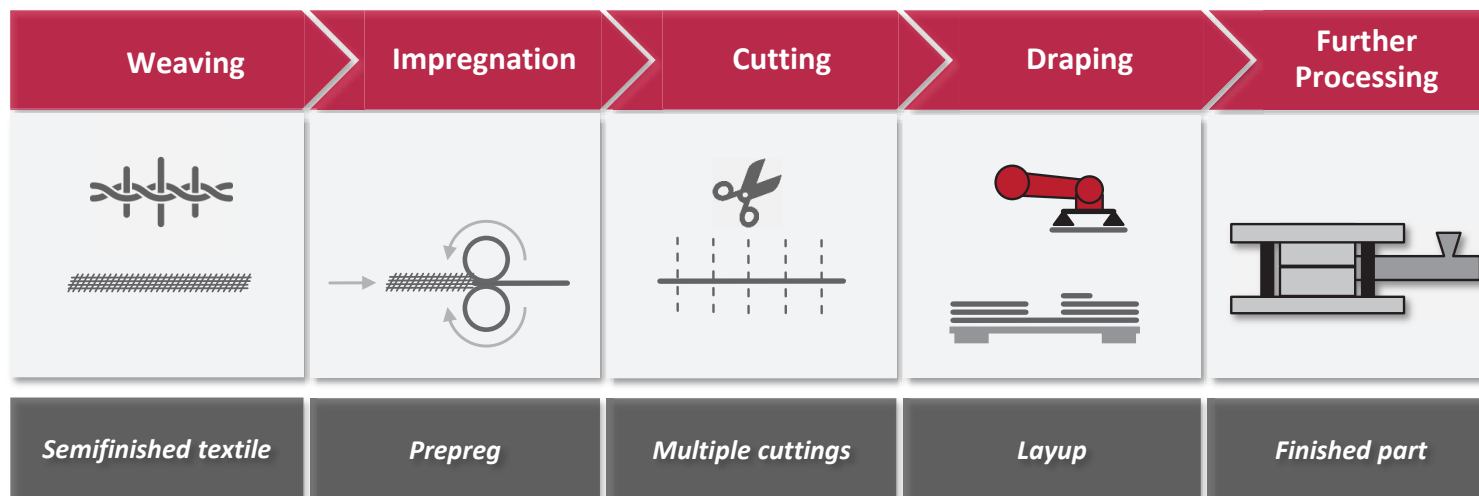 Weaving
Impregnation
Cutting
Draping
Further
Processing
Semifinished textile
Prepreg
Multiple cuttings
Layup
Finished part